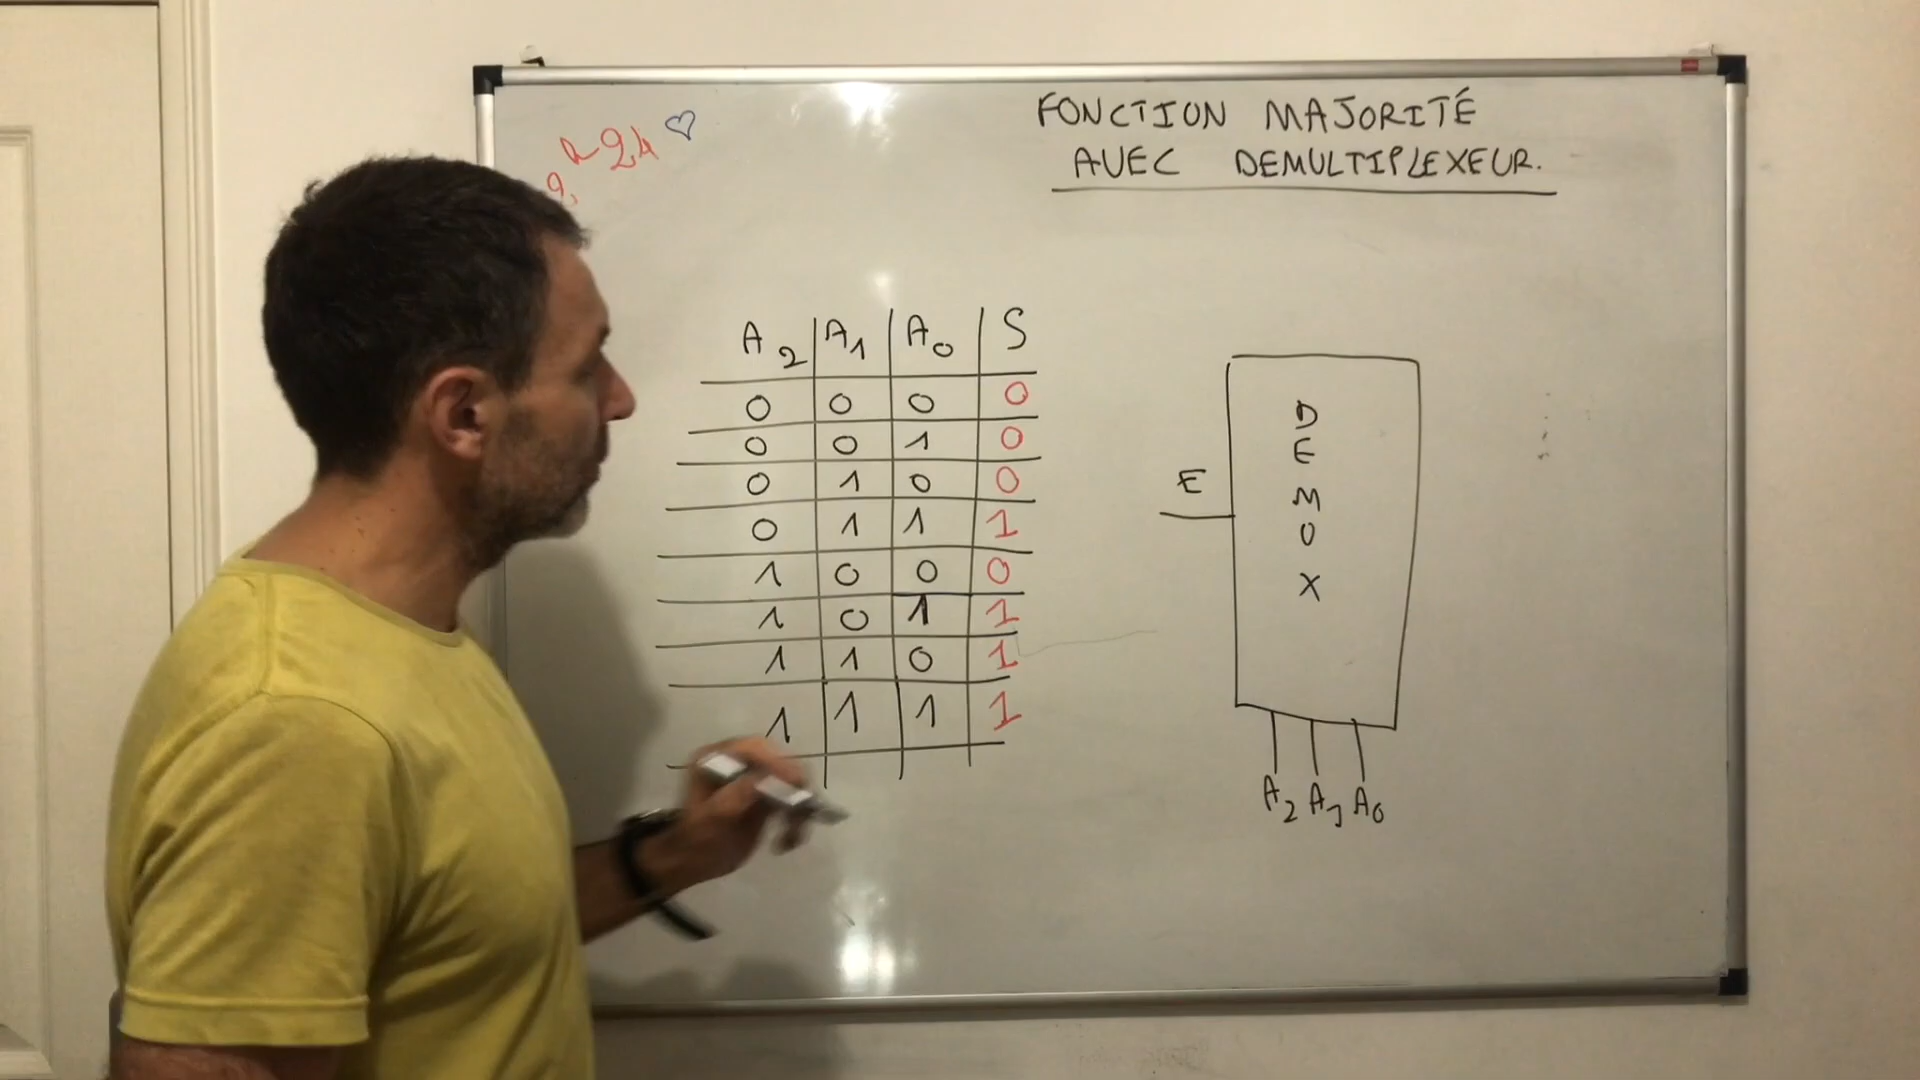 FONCTION MAJORITÉ
AVEC DEMULTIPLEXEUR.
24
A2 A1 A0 S
0 0 0 0
0 0 1 0
0 1 0 0
0 1 1 1
1 0 0 0
1 0 1 1
1 1 0 1
1 1 1 1
E
D
E
M
U
X
A2 A1 A0